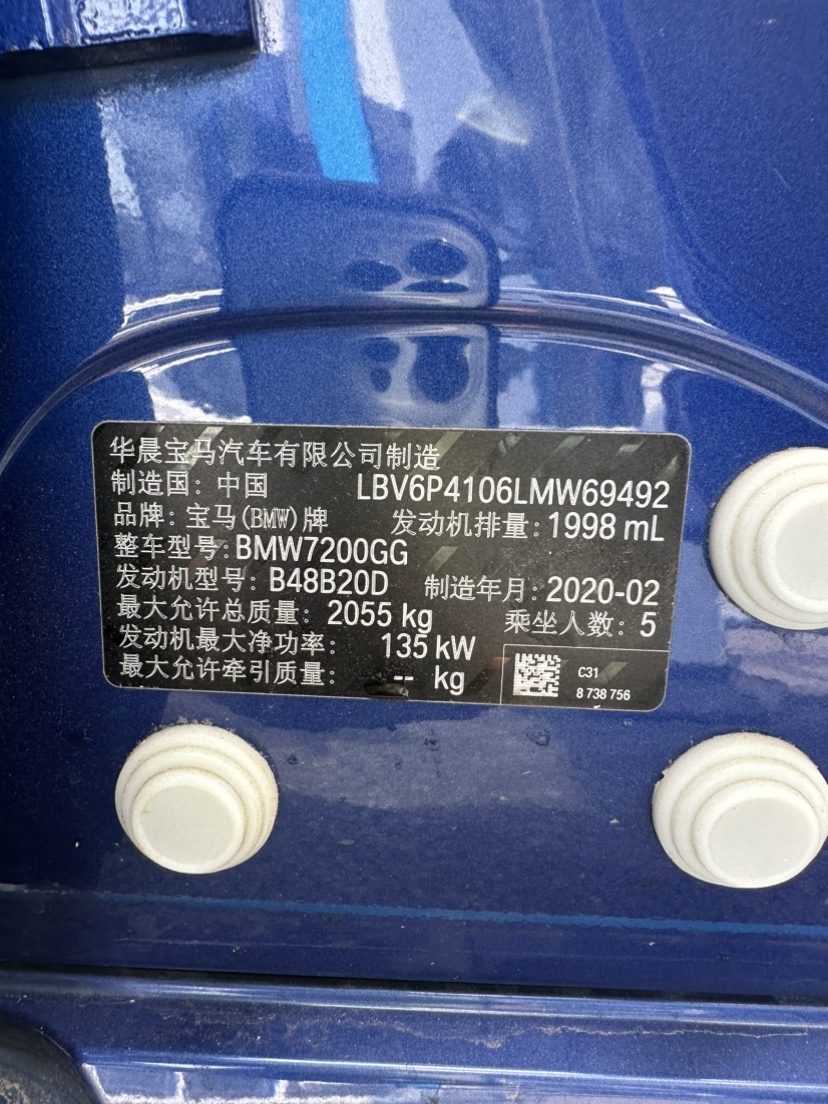 华晨宝马汽车有限公司制造
制造国: 中国 LBV6P4106LMW69492
品牌: 宝马(BMW)牌 发动机排量: 1998 mL
整车型号: BMW7200GG
发动机型号: B48B20D 制造年月: 2020-02
最大允许总质量: 2055 kg 乘坐人数: 5
发动机最大净功率: 135 kW
最大允许牵引质量: -- kg
C31
8 738 756